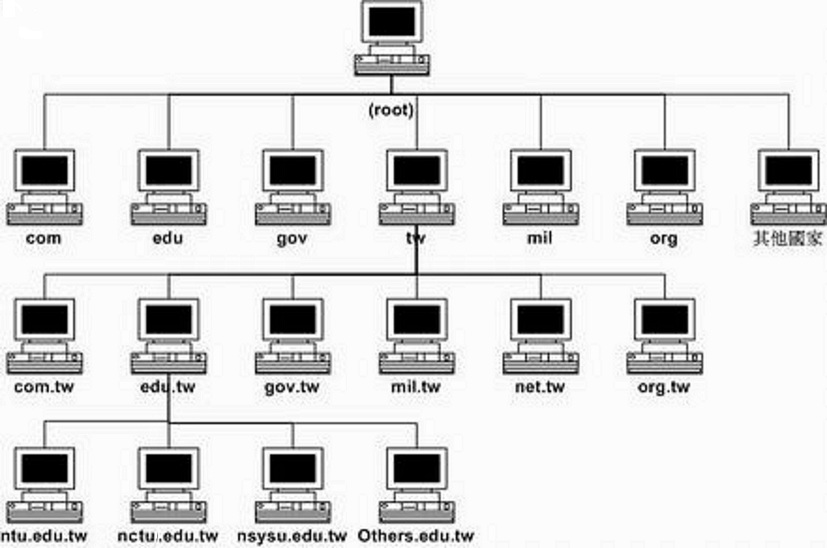 (root)
com
edu
gov
tw
mil
org
其他國家
com.tw
edu.tw
gov.tw
mil.tw
net.tw
org.tw
ntu.edu.tw
nctu.edu.tw
nsysu.edu.tw
Others.edu.tw